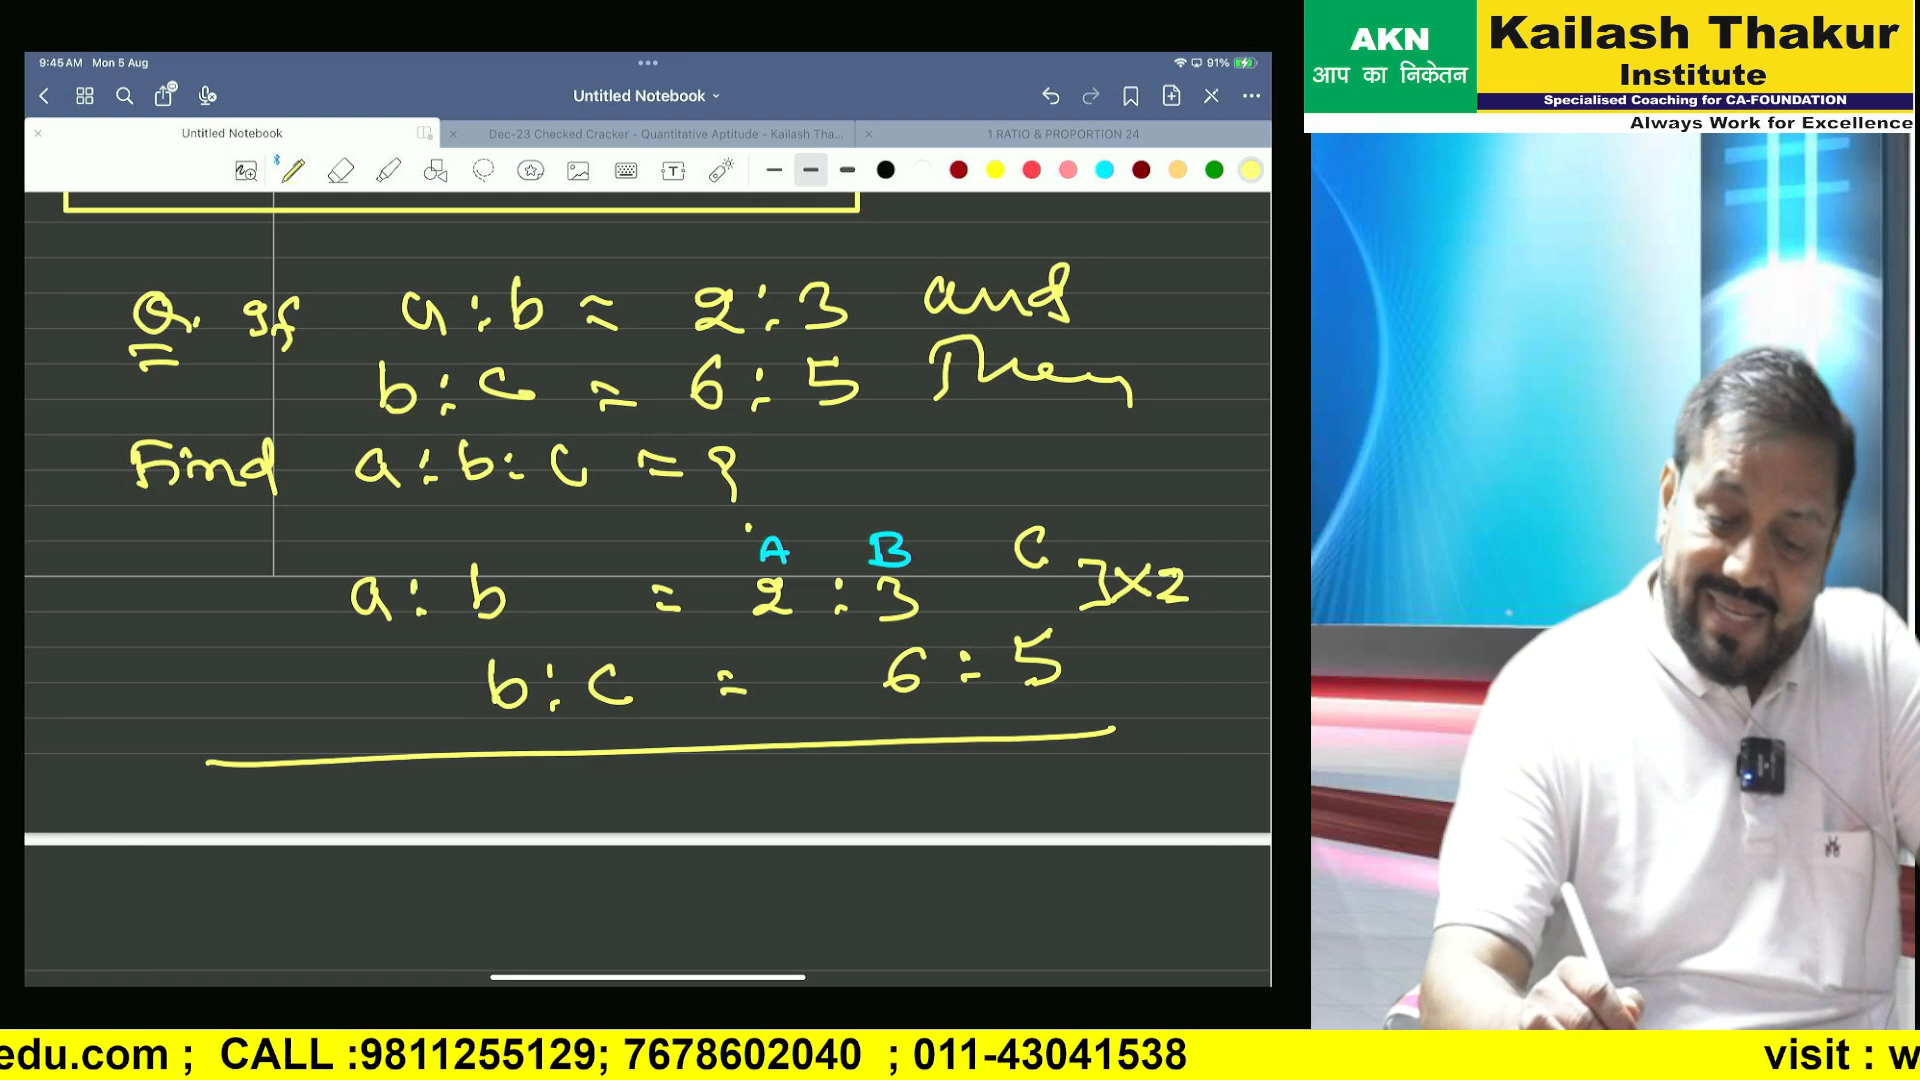 AKN
आप का निकेतन
Kailash Thakur
Institute
Specialised Coaching for CA-FOUNDATION
Always Work for Excellence
9:45 AM Mon 5 Aug
91%
Untitled Notebook
Untitled Notebook
Dec-23 Checked Cracker - Quantitative Aptitude - Kailash Tha...
1 RATIO & PROPORTION 24
T
Q. If a : b = 2 : 3 and
b : c = 6 : 5 Then
Find a : b : c = ?
A B C
a : b = 2 : 3 ]×2
b : c = 6 : 5
edu.com ; CALL :9811255129; 7678602040 ; 011-43041538
visit : w